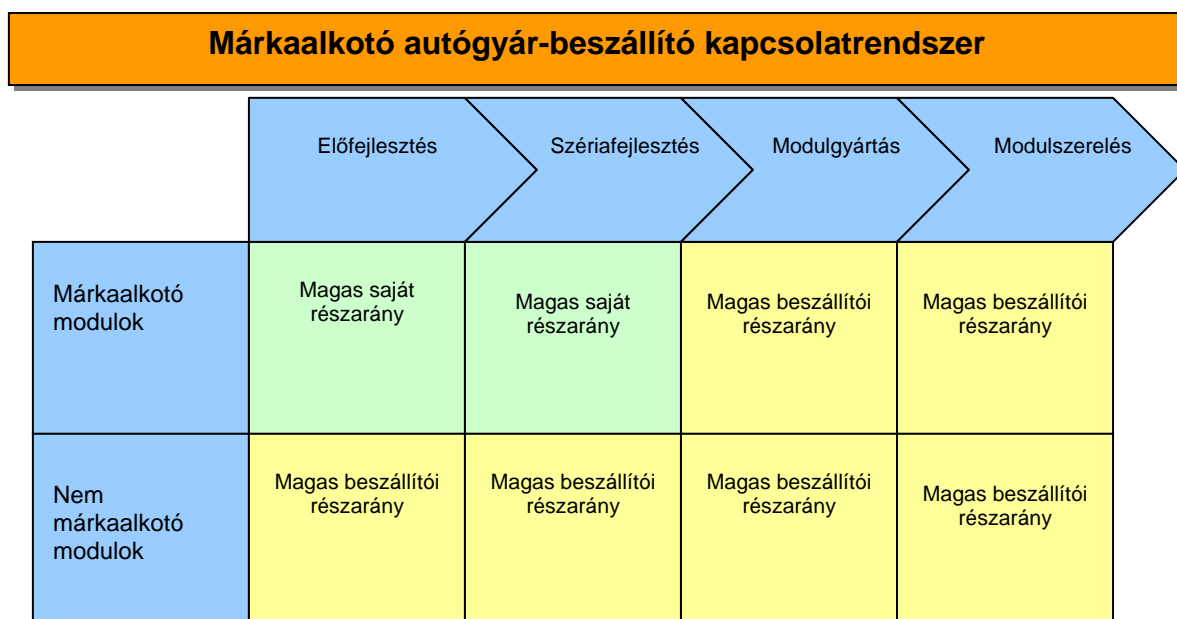 Márkaalkotó autógyár-beszállító kapcsolatrendszer
Előfejlesztés
Szériafejlesztés
Modulgyártás
Modulszerelés
Márkaalkotó
modulok
Magas saját
részarány
Magas saját
részarány
Magas beszállítói
részarány
Magas beszállítói
részarány
Nem
márkaalkotó
modulok
Magas beszállítói
részarány
Magas beszállítói
részarány
Magas beszállítói
részarány
Magas beszállítói
részarány